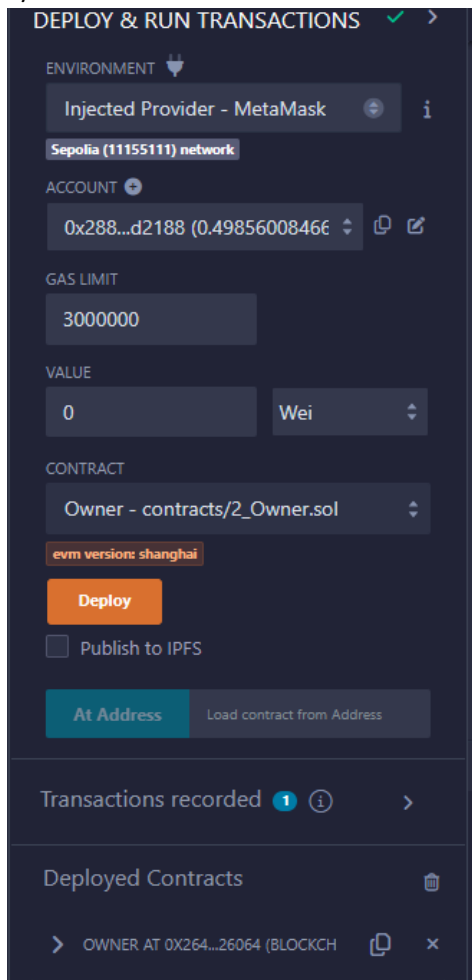 DEPLOY & RUN TRANSACTIONS
ENVIRONMENT
Injected Provider - MetaMask
i
Sepolia (11155111) network
ACCOUNT
0x288...d2188 (0.49856008466
GAS LIMIT
3000000
VALUE
0 Wei
CONTRACT
Owner - contracts/2_Owner.sol
evm version: shanghai
Deploy
Publish to IPFS
At Address Load contract from Address
Transactions recorded 1 i
Deployed Contracts
OWNER AT 0X264...26064 (BLOCKCH